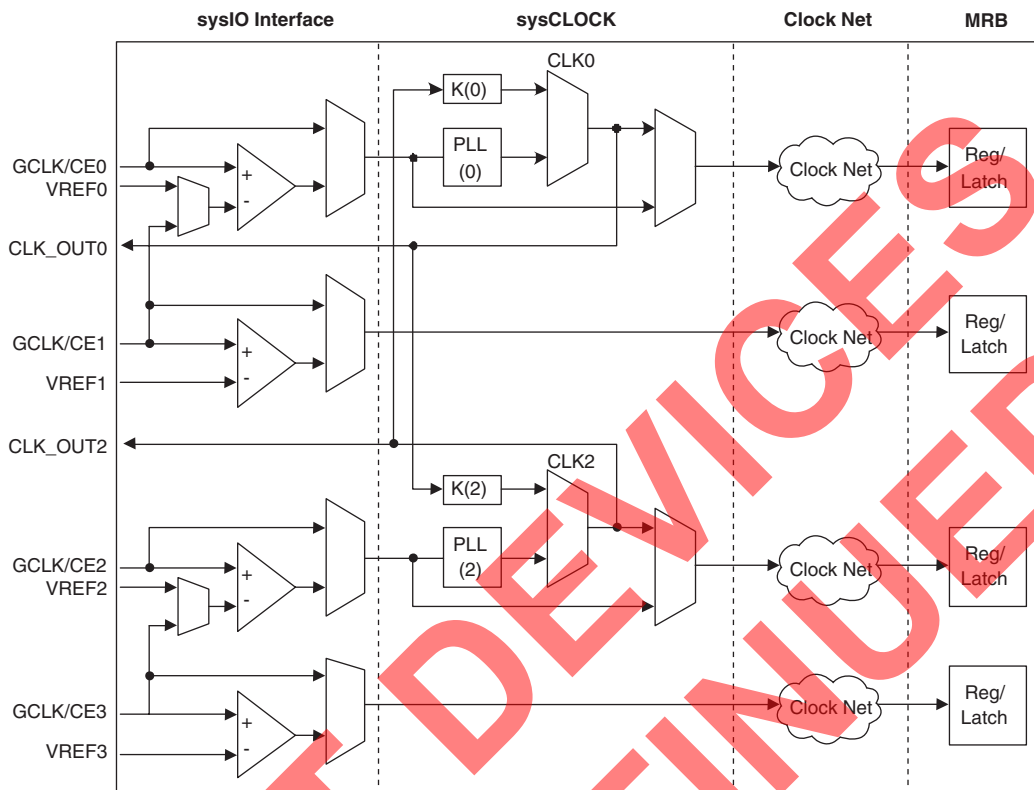 sysIO Interface
sysCLOCK
Clock Net
MRB
CLK0
K(0)
PLL
(0)
GCLK/CE0
VREF0
+
-
Clock Net
Reg/
Latch
CLK_OUT0
GCLK/CE1
VREF1
+
-
Clock Net
Reg/
Latch
CLK_OUT2
CLK2
K(2)
PLL
(2)
GCLK/CE2
VREF2
+
-
Clock Net
Reg/
Latch
GCLK/CE3
VREF3
+
-
Clock Net
Reg/
Latch
DEVICES